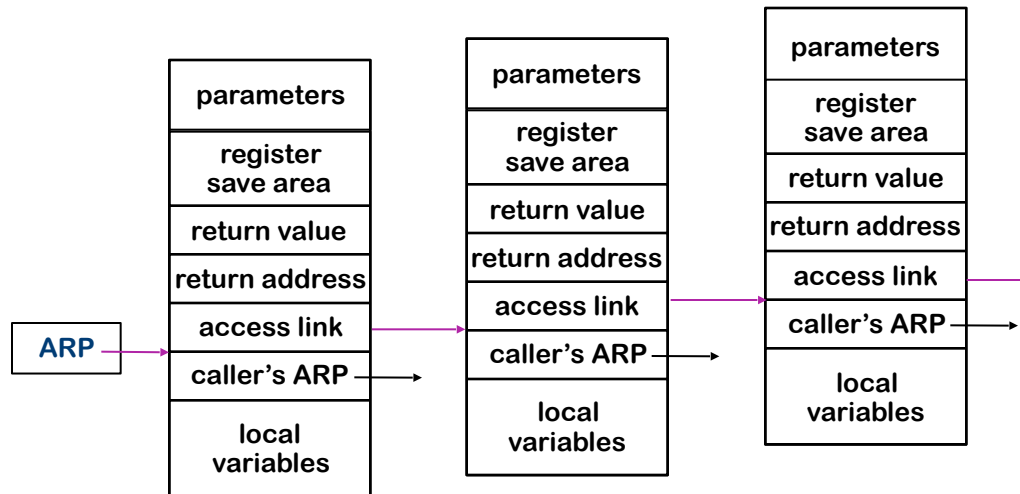 ARP
parameters
register
save area
return value
return address
access link
caller's ARP
local
variables
parameters
register
save area
return value
return address
access link
caller's ARP
local
variables
parameters
register
save area
return value
return address
access link
caller's ARP
local
variables